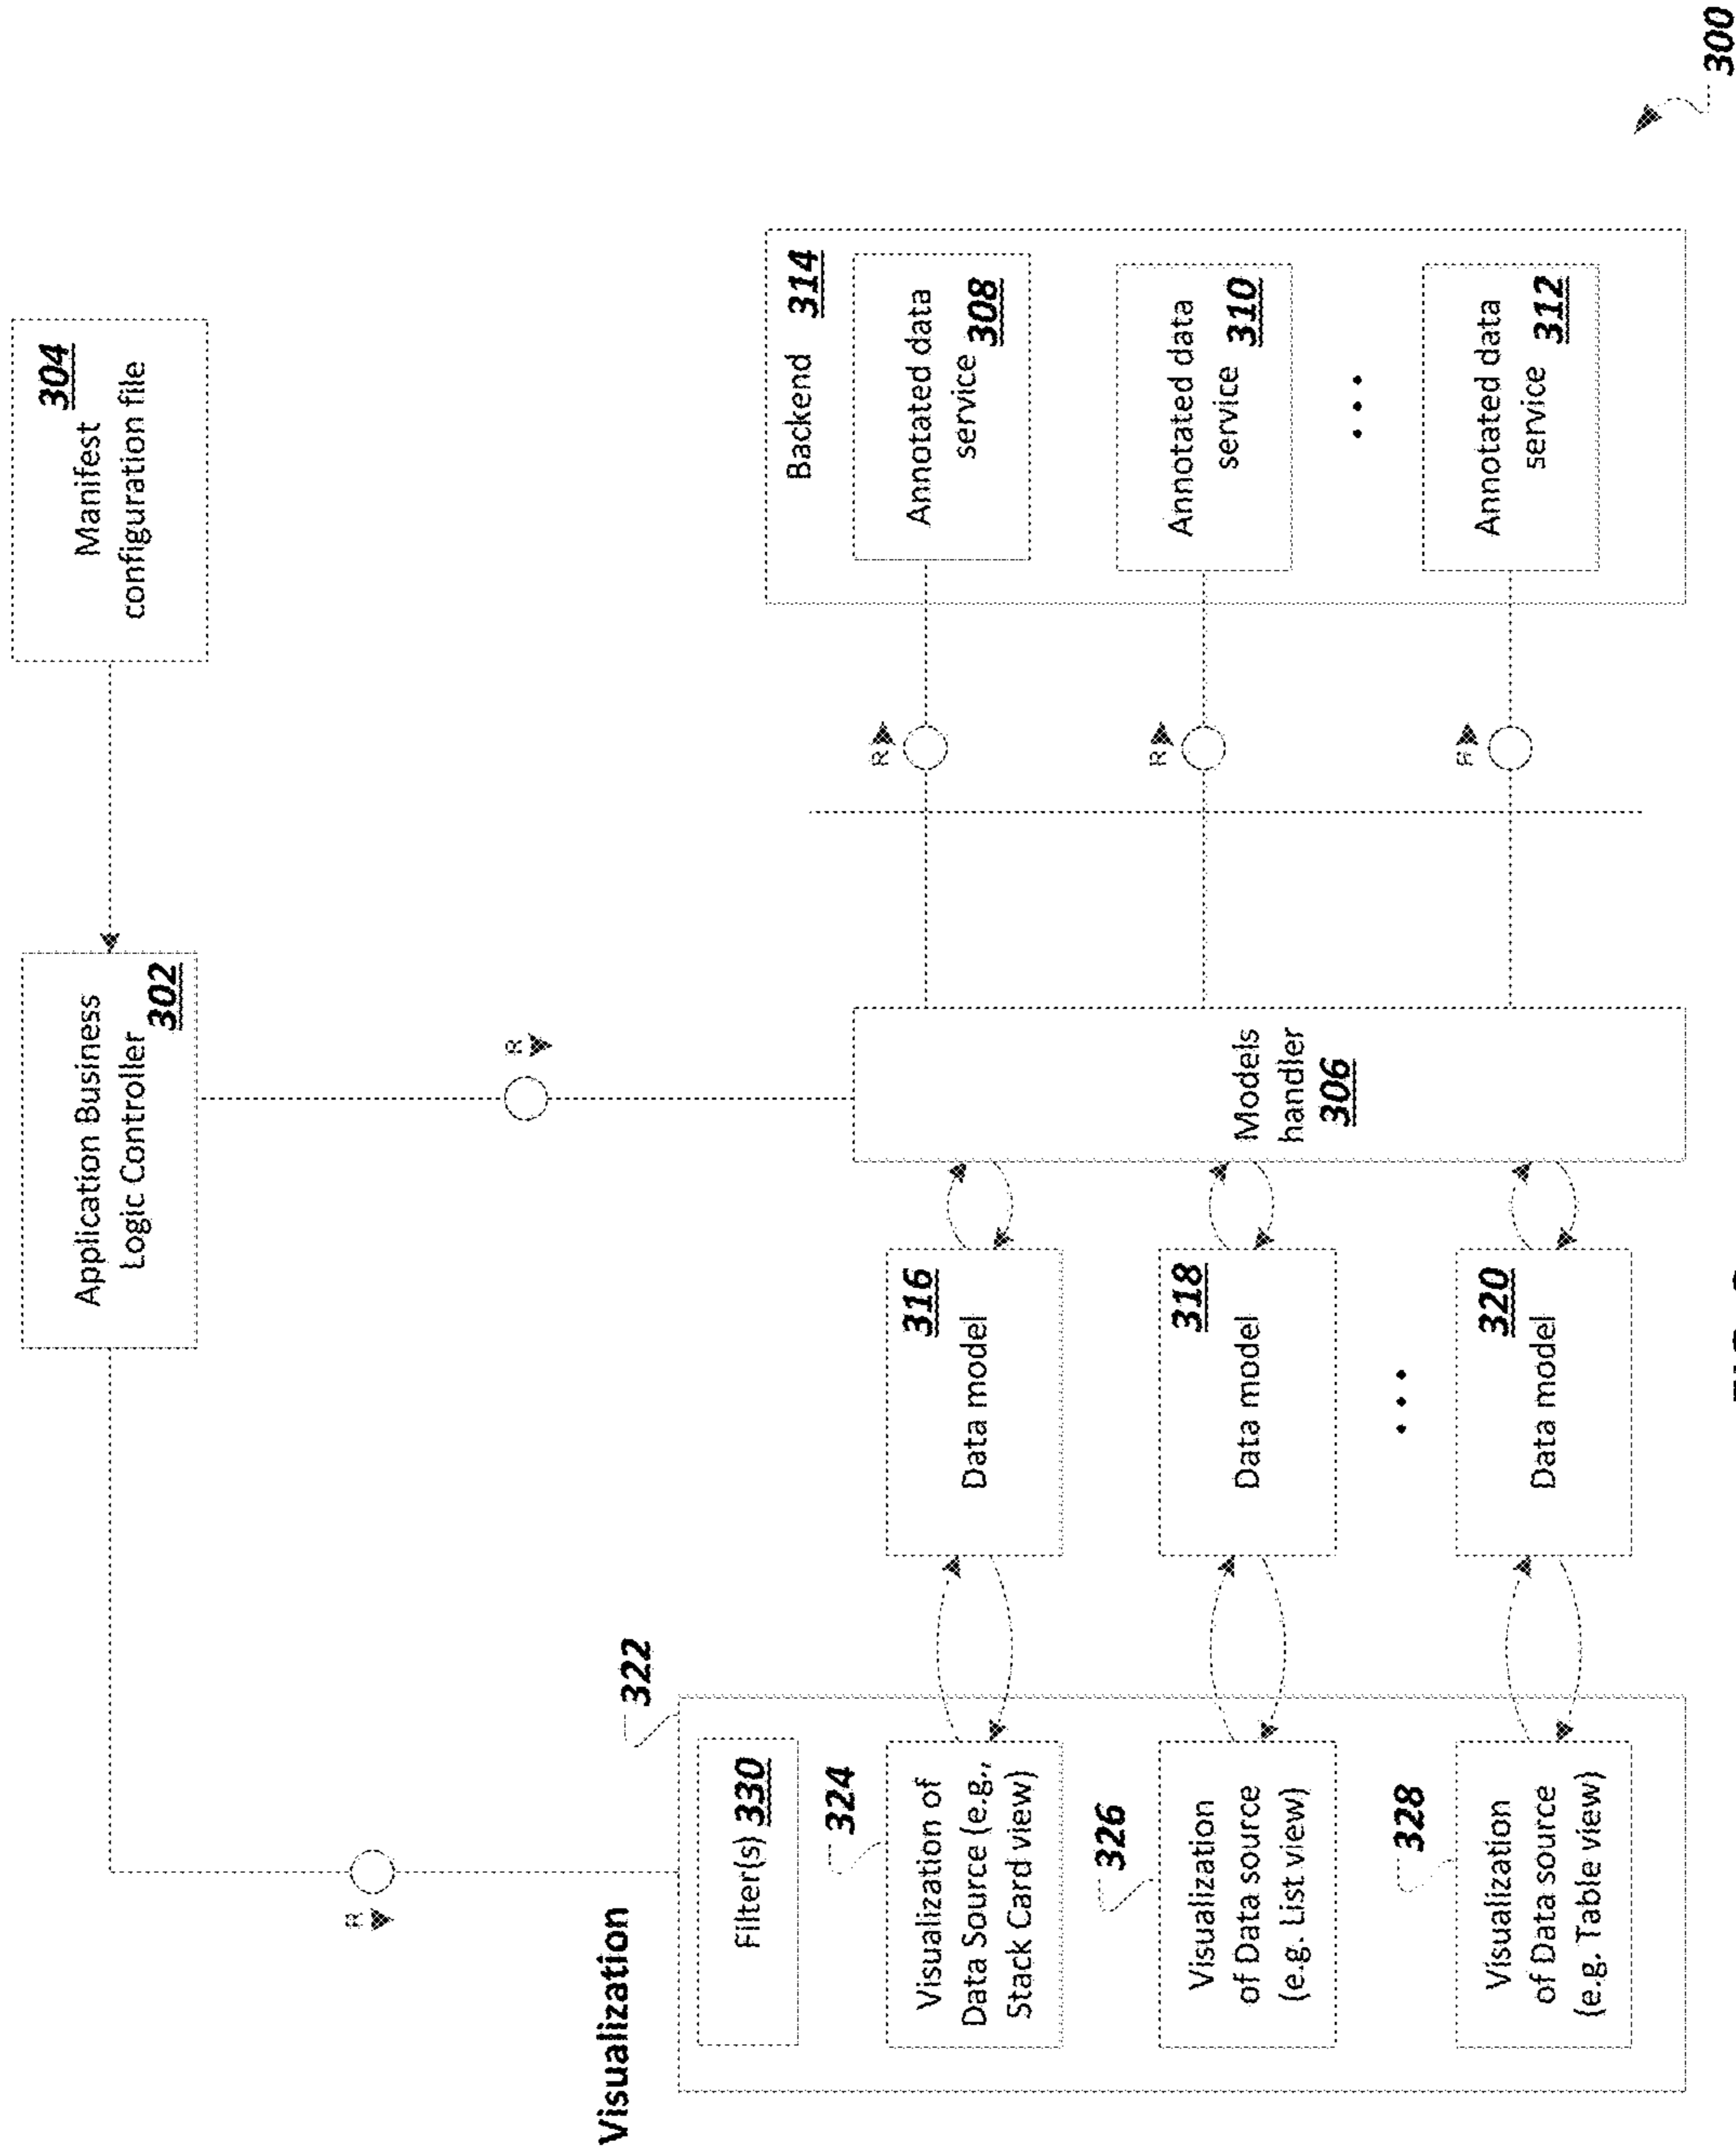 304
Manifest
configuration file
Application Business
Logic Controller
302
R
R
Visualization
322
Filter(s) 330
324
Visualization of
Data Source (e.g.,
Stack Card view)
326
Visualization
of Data source
(e.g. List view)
328
Visualization
of Data source
(e.g. Table view)
316
Data model
318
Data model
320
Data model
Models
handler
306
R
R
R
Backend 314
Annotated data
service 308
Annotated data
service 310
Annotated data
service 312
300